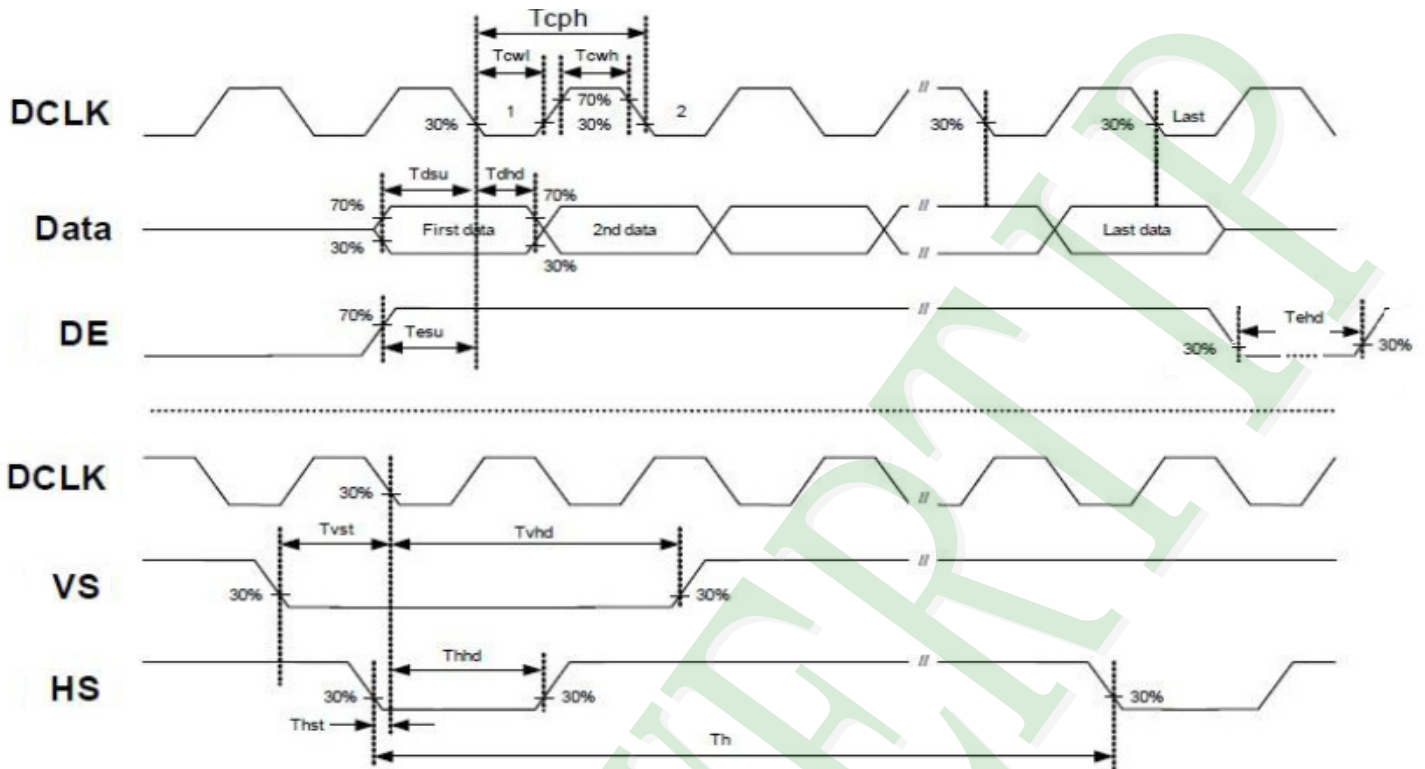 Tcph
Tcwl Tcwh
DCLK 30% 1 70% 30% 2 // 30% 30% Last
Tdsu Tdhd
70% 70%
Data First data 2nd data // Last data
30% 30%
DE 70% Tesu // 30% Tehd 30%
DCLK 30% //
Tvst Tvhd
VS 30% 30% //
Thhd
HS 30% 30% // 30%
Thst
Th
VERTIP